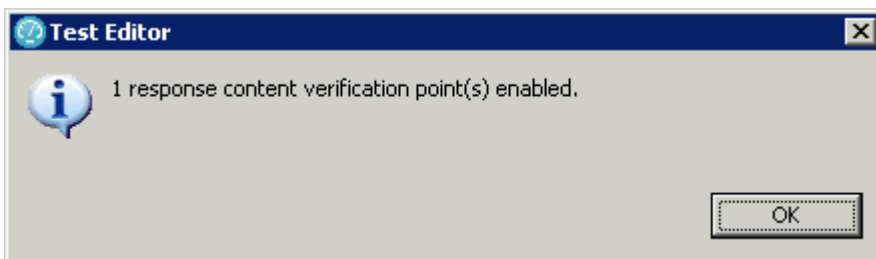 Test Editor
1 response content verification point(s) enabled.
OK